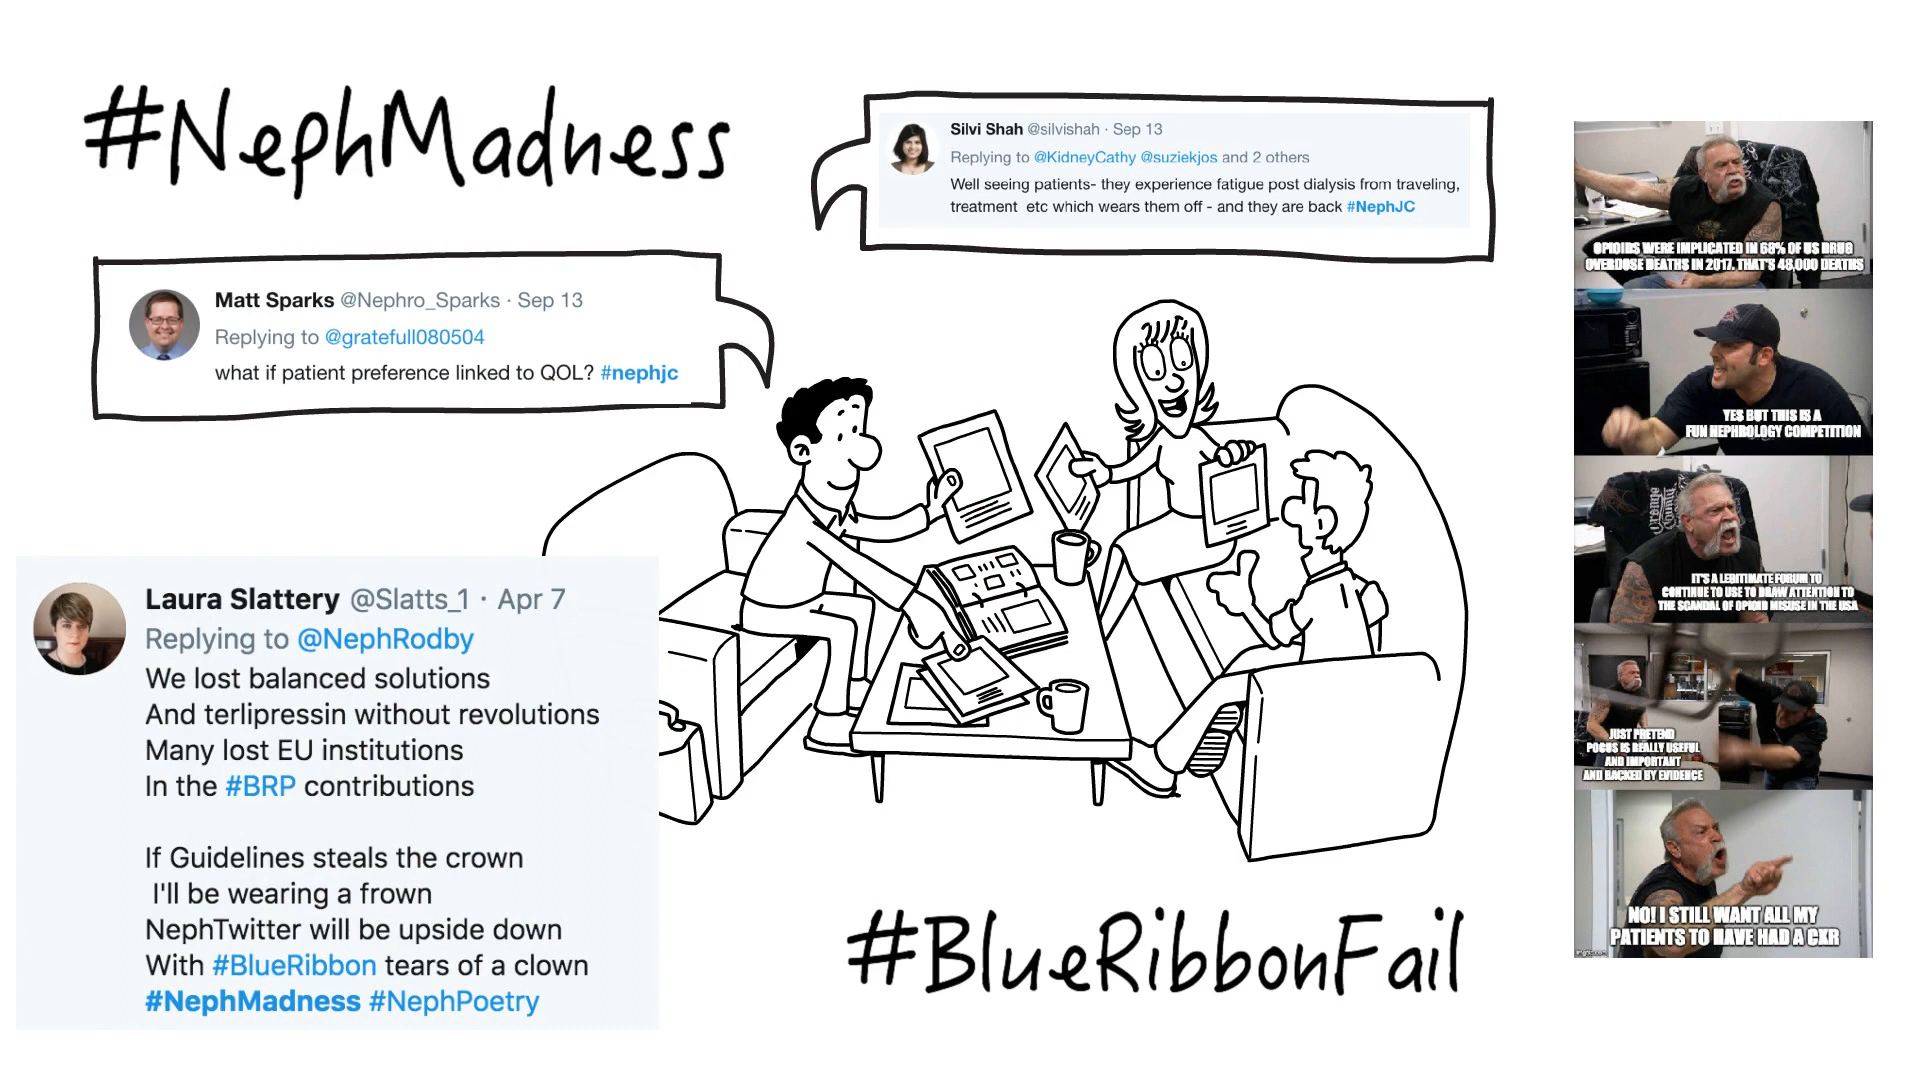 #NephMadness
Silvi Shah @silvishah · Sep 13
Replying to @KidneyCathy @suziekjos and 2 others
Well seeing patients- they experience fatigue post dialysis from traveling,
treatment etc which wears them off - and they are back #NephJC
Matt Sparks @Nephro_Sparks · Sep 13
Replying to @gratefull080504
what if patient preference linked to QOL? #nephjc
Laura Slattery @Slatts_1 · Apr 7
Replying to @NephRodby
We lost balanced solutions
And terlipressin without revolutions
Many lost EU institutions
In the #BRP contributions
If Guidelines steals the crown
I'll be wearing a frown
NephTwitter will be upside down
With #BlueRibbon tears of a clown
#NephMadness #NephPoetry
#BlueRibbonFail
OPIOIDS WERE IMPLICATED IN 68% OF US DRUG
OVERDOSE DEATHS IN 2017. THAT'S 48,000 DEATHS
YES BUT THIS IS A
FUN NEPHROLOGY COMPETITION
IT'S A LEGITIMATE FORUM TO
CONTINUE TO USE TO DRAW ATTENTION TO
THE SCANDAL OF OPIOID MISUSE IN THE USA
JUST PRETEND
POCUS IS REALLY USEFUL
AND IMPORTANT
AND BACKED BY EVIDENCE
NO! I STILL WANT ALL MY
PATIENTS TO HAVE HAD A CXR